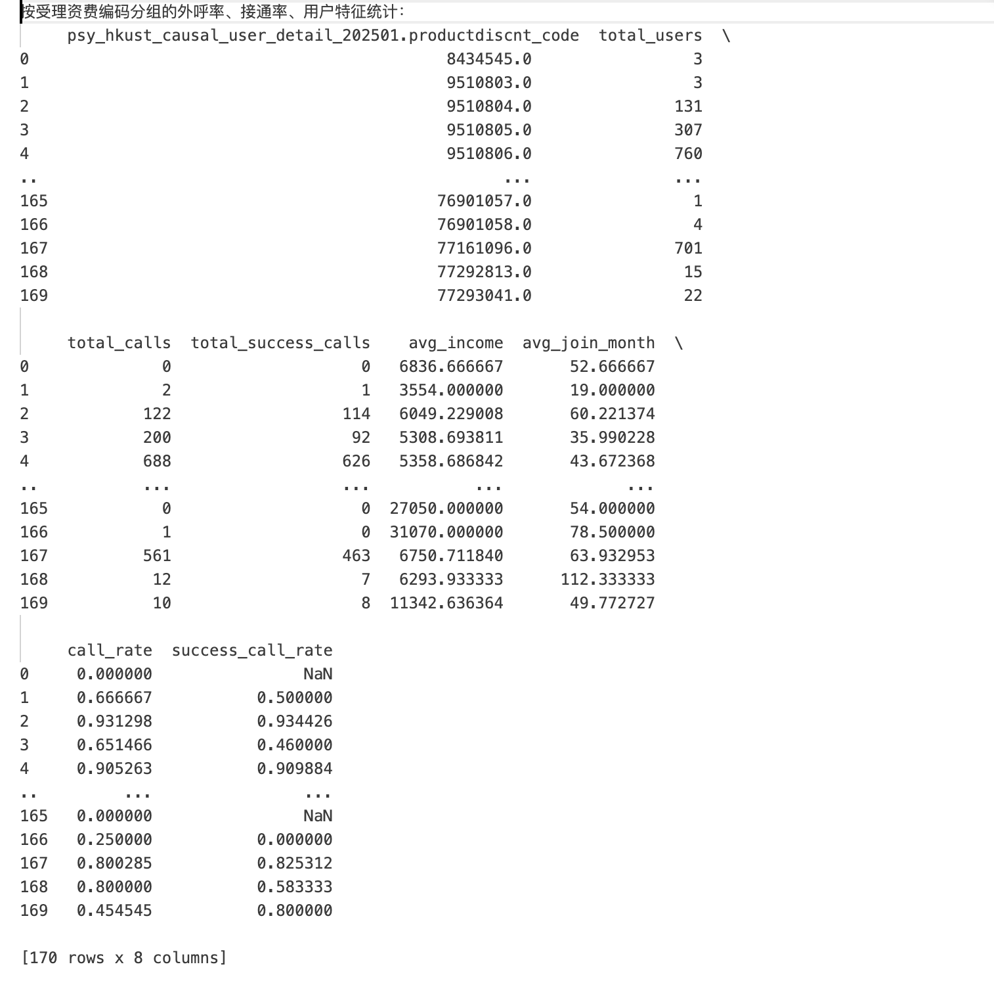 按受理资费编码分组的外呼率、接通率、用户特征统计:
psy_hkust_causal_user_detail_202501.productdiscnt_code total_users \
0 8434545.0 3
1 9510803.0 3
2 9510804.0 131
3 9510805.0 307
4 9510806.0 760
.. ... ...
165 76901057.0 1
166 76901058.0 4
167 77161096.0 701
168 77292813.0 15
169 77293041.0 22
total_calls total_success_calls avg_income avg_join_month \
0 0 0 6836.666667 52.666667
1 2 1 3554.000000 19.000000
2 122 114 6049.229008 60.221374
3 200 92 5308.693811 35.990228
4 688 626 5358.686842 43.672368
.. ... ... ... ...
165 0 0 27050.000000 54.000000
166 1 0 31070.000000 78.500000
167 561 463 6750.711840 63.932953
168 12 7 6293.933333 112.333333
169 10 8 11342.636364 49.772727
call_rate success_call_rate
0 0.000000 NaN
1 0.666667 0.500000
2 0.931298 0.934426
3 0.651466 0.460000
4 0.905263 0.909884
.. ... ...
165 0.000000 NaN
166 0.250000 0.000000
167 0.800285 0.825312
168 0.800000 0.583333
169 0.454545 0.800000
[170 rows x 8 columns]